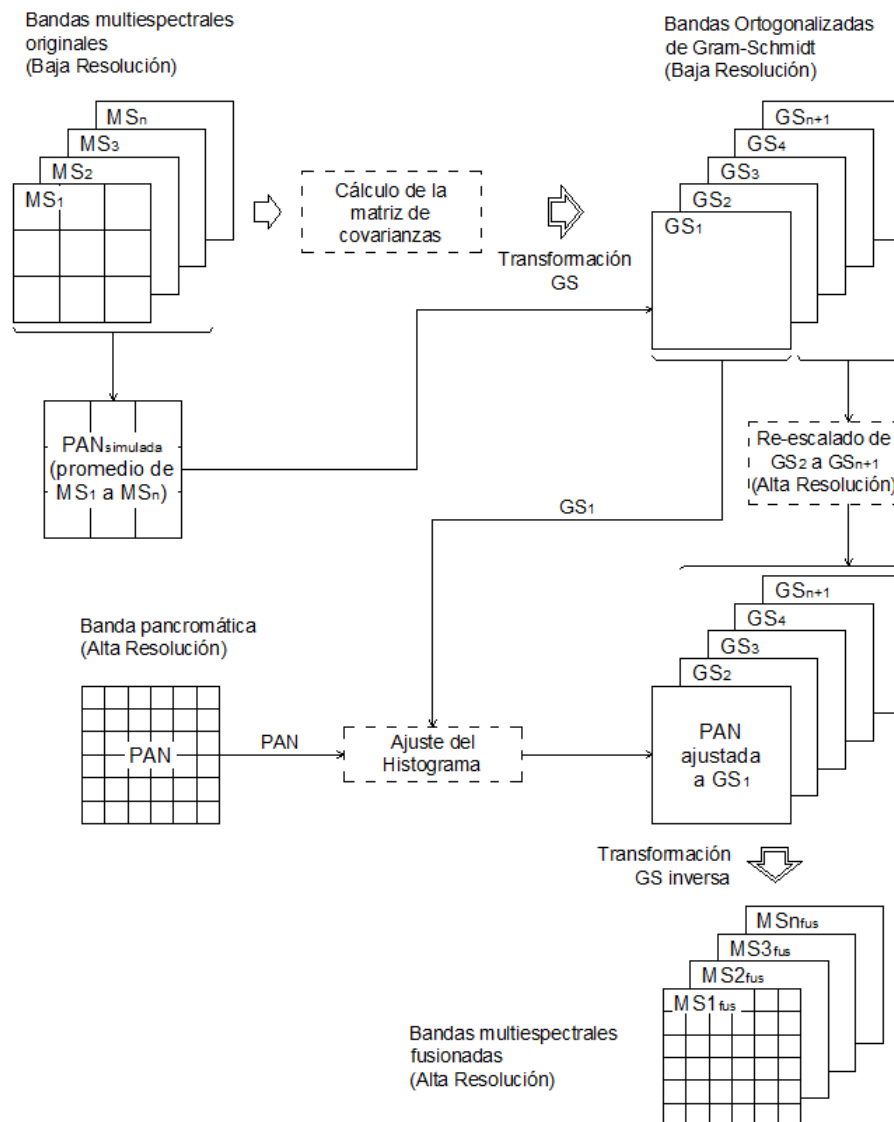 Bandas multiespectrales
originales
(Baja Resolución)
Bandas Ortogonalizadas
de Gram-Schmidt
(Baja Resolución)
MSn
MS3
MS2
MS1
Cálculo de la
matriz de
covarianzas
Transformación
GS
GSn+1
GS4
GS3
GS2
GS1
PANsimulada
(promedio de
MS1 a MSn)
Re-escalado de
GS2 a GSn+1
(Alta Resolución)
GS1
Banda pancromática
(Alta Resolución)
PAN
PAN
Ajuste del
Histograma
GSn+1
GS4
GS3
GS2
PAN
ajustada
a GS1
Transformación
GS inversa
MSnfus
MS3fus
MS2fus
MS1fus
Bandas multiespectrales
fusionadas
(Alta Resolución)